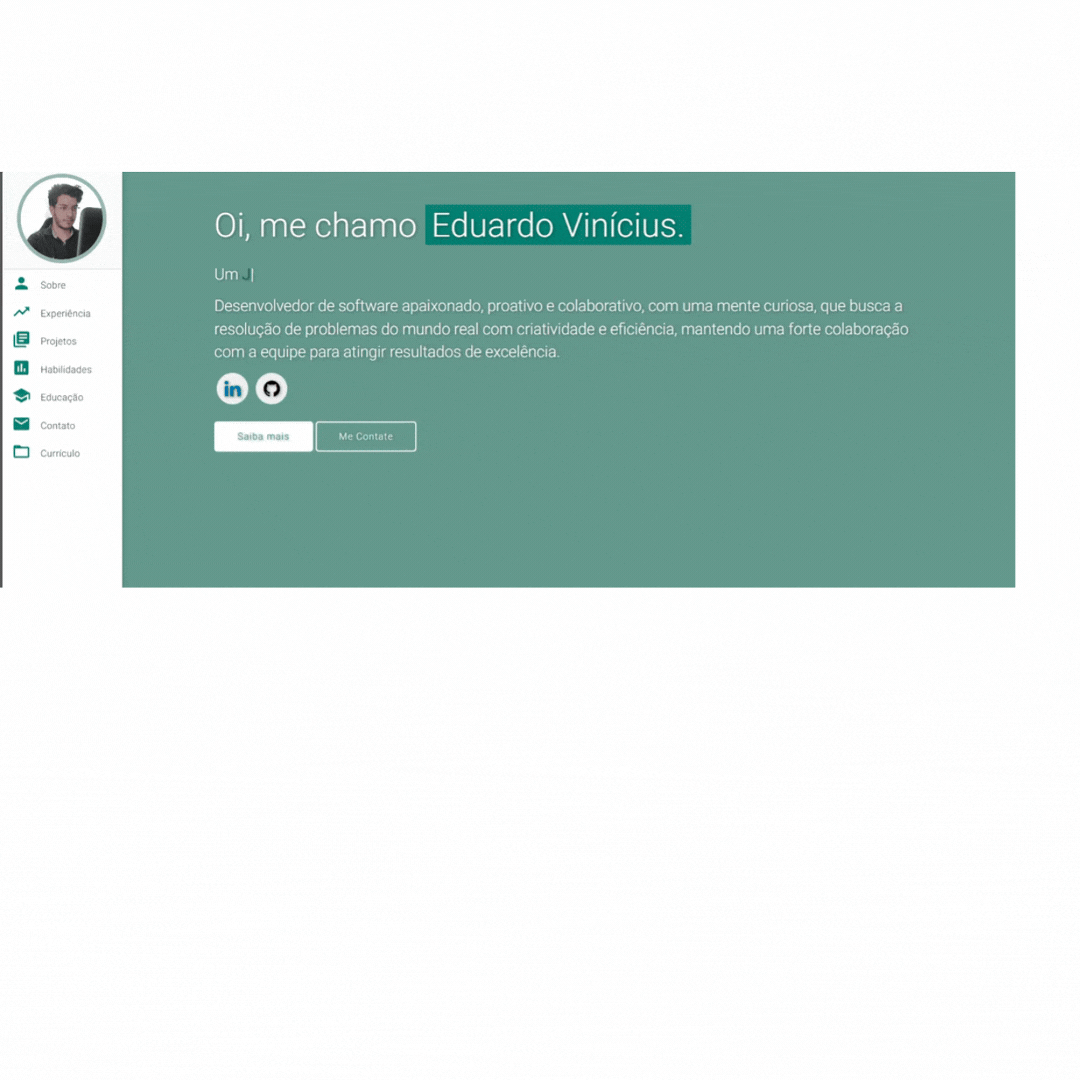 Oi, me chamo Eduardo Vinícius.
Um J|
Desenvolvedor de software apaixonado, proativo e colaborativo, com uma mente curiosa, que busca a
resolução de problemas do mundo real com criatividade e eficiência, mantendo uma forte colaboração
com a equipe para atingir resultados de excelência.
in
Saiba mais
Me Contate
Sobre
Experiência
Projetos
Habilidades
Educação
Contato
Currículo